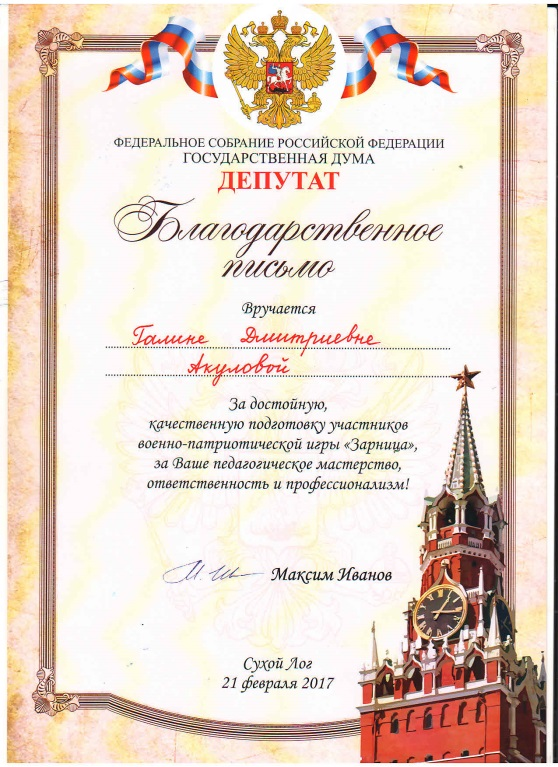 ФЕДЕРАЛЬНОЕ СОБРАНИЕ РОССИЙСКОЙ ФЕДЕРАЦИИ
ГОСУДАРСТВЕННАЯ ДУМА
ДЕПУТАТ
Благодарственное
письмо
Вручается
Галине Дмитриевне
Акуловой
За достойную,
качественную подготовку участников
военно-патриотической игры «Зарница»,
за Ваше педагогическое мастерство,
ответственность и профессионализм!
Максим Иванов
Сухой Лог
21 февраля 2017